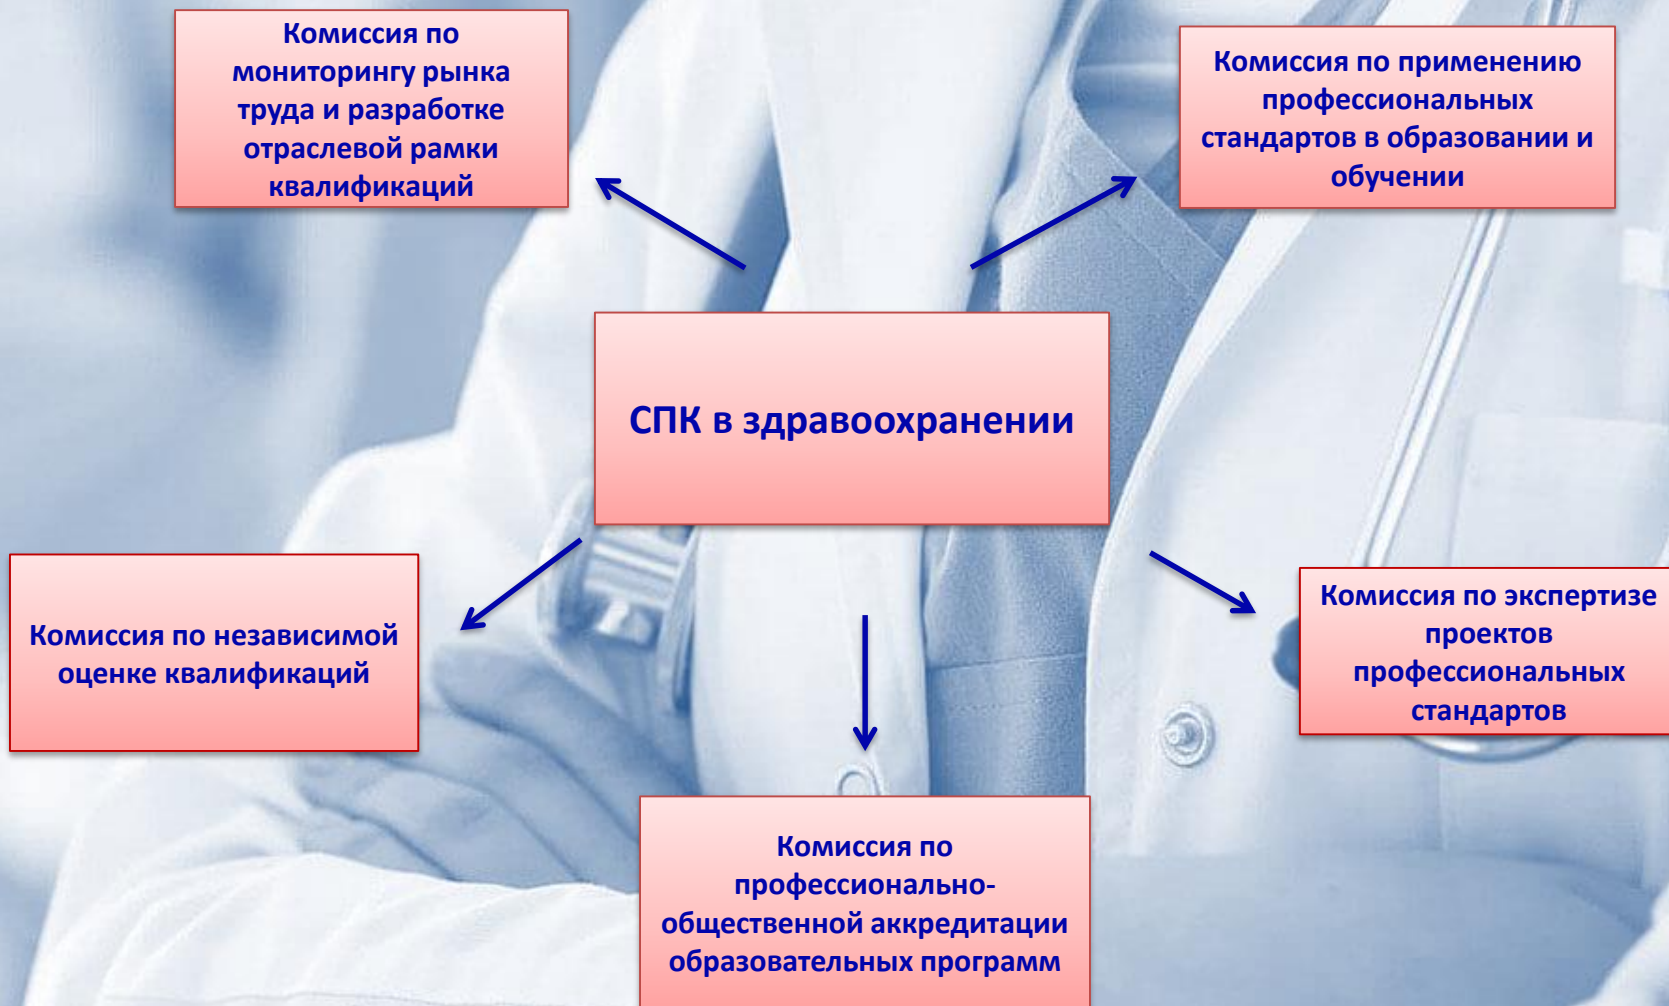 Комиссия по
мониторингу рынка
труда и разработке
отраслевой рамки
квалификаций
Комиссия по применению
профессиональных
стандартов в образовании и
обучении
СПК в здравоохранении
Комиссия по независимой
оценке квалификаций
Комиссия по экспертизе
проектов
профессиональных
стандартов
Комиссия по
профессионально-
общественной аккредитации
образовательных программ